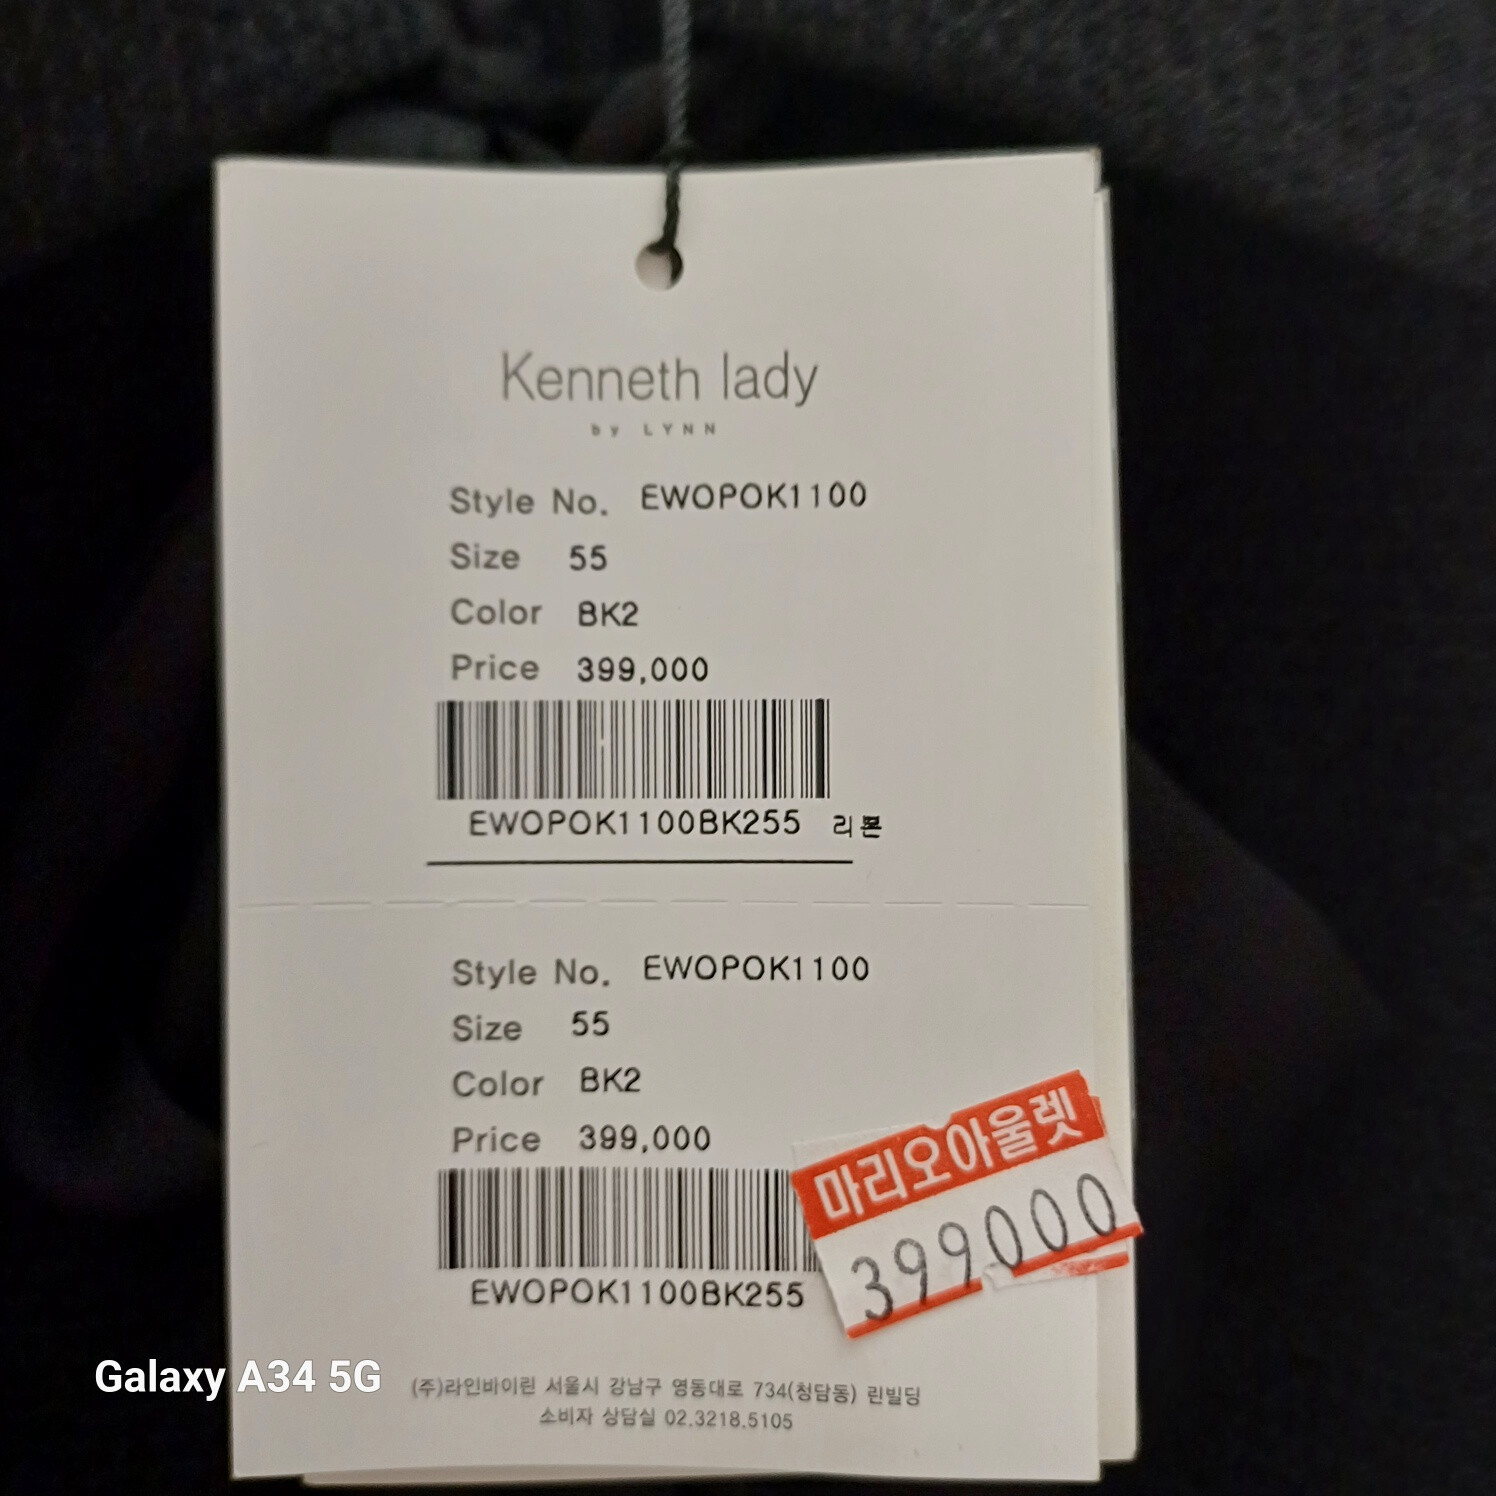 Kenneth lady
by LYNN
Style No. EWOPOK1100
Size 55
Color BK2
Price 399,000
EWOPOK1100BK255
Style No. EWOPOK1100
Size 55
Color BK2
Price 399,000
마리오아울렛
399000
EWOPOK1100BK255
Galaxy A34 5G
(주)라인바이린 서울시 강남구 영동대로 734(청담동) 린빌딩
소비자 상담실 02.3218.5105